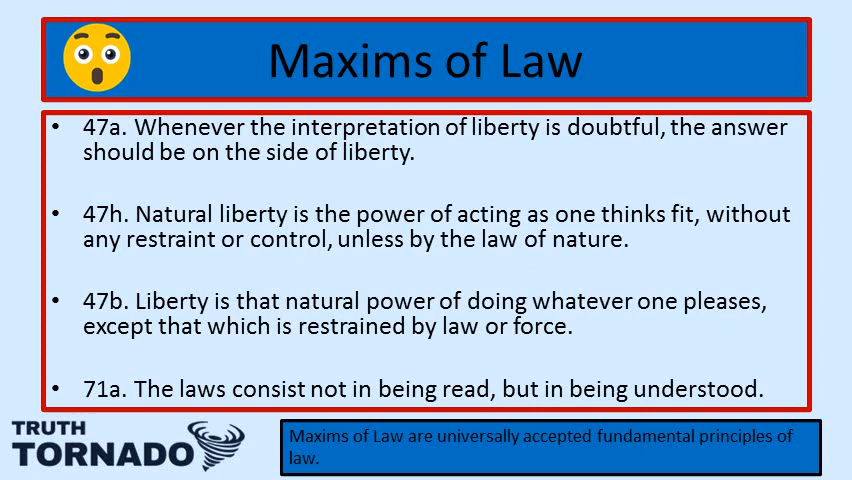 Maxims of Law
• 47a. Whenever the interpretation of liberty is doubtful, the answer
should be on the side of liberty.
• 47h. Natural liberty is the power of acting as one thinks fit, without
any restraint or control, unless by the law of nature.
• 47b. Liberty is that natural power of doing whatever one pleases,
except that which is restrained by law or force.
• 71a. The laws consist not in being read, but in being understood.
TRUTH
TORNADO
Maxims of Law are universally accepted fundamental principles of
law.